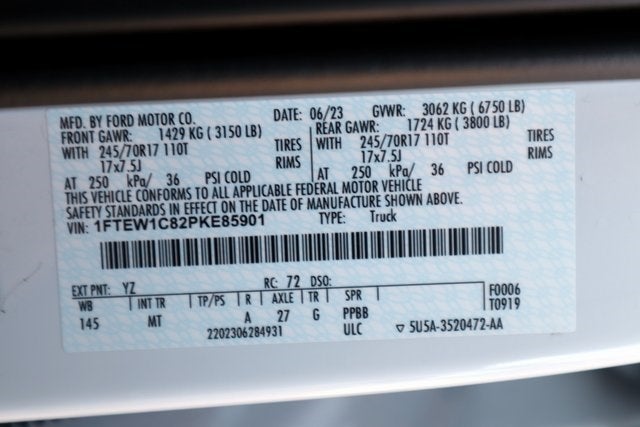 MFD. BY FORD MOTOR CO. DATE: 06/23 GVWR: 3062 KG ( 6750 LB)
FRONT GAWR: 1429 KG ( 3150 LB) REAR GAWR: 1724 KG ( 3800 LB)
WITH 245/70R17 110T TIRES WITH 245/70R17 110T TIRES
17x7.5J RIMS 17x7.5J RIMS
AT 250 kPa/ 36 PSI COLD AT 250 kPa/ 36 PSI COLD
THIS VEHICLE CONFORMS TO ALL APPLICABLE FEDERAL MOTOR VEHICLE
SAFETY STANDARDS IN EFFECT ON THE DATE OF MANUFACTURE SHOWN ABOVE.
VIN: 1FTEW1C82PKE85901 TYPE: Truck
EXT PNT: YZ RC: 72 DSO: F0006
WB INT TR TP/PS R AXLE TR SPR T0919
145 MT A 27 G PPBB
2202306284931 ULC ▽ 5U5A-3520472-AA